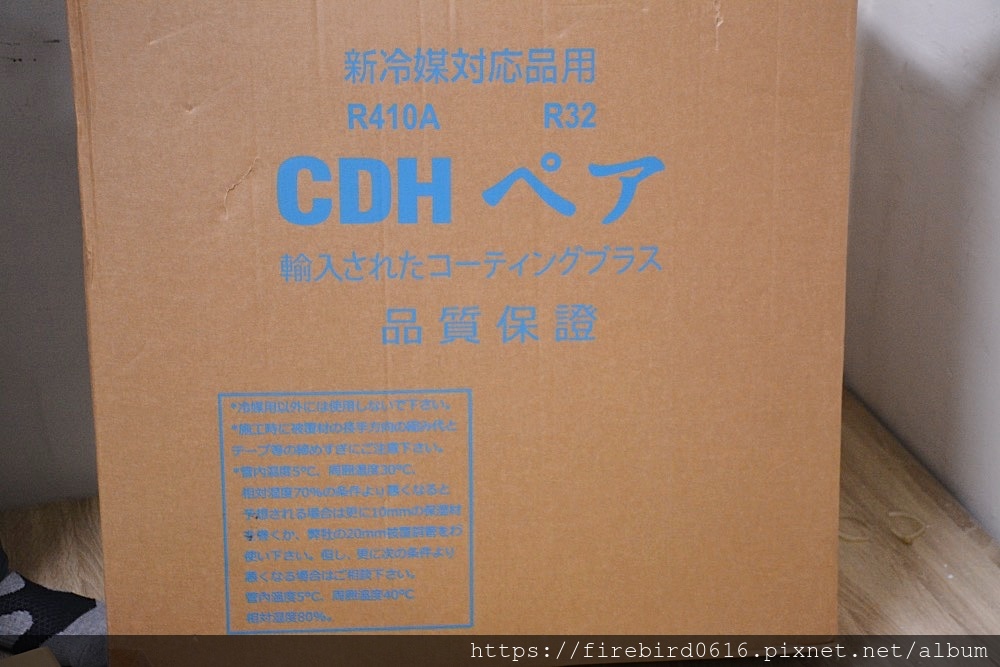 新冷媒対応品用
R410A R32
CDH ペア
輸入されたコーティングブラス
品質保證
*冷媒用以外には使用しないで下さい。
*施工時に被覆材の長手方向の縮み代と
テープ等の締めすぎにご注意下さい。
*管内温度5℃、周囲温度30℃、
相対湿度70%の条件より悪くなると
予想される場合は更に10mmの保温材
を巻くか、弊社の20mm被覆銅管をお
使い下さい。但し、更に次の条件より
悪くなる場合はご相談下さい。
管内温度5℃、周囲温度40℃
相対湿度80%。
https://firebird0616.pixnet.net/album